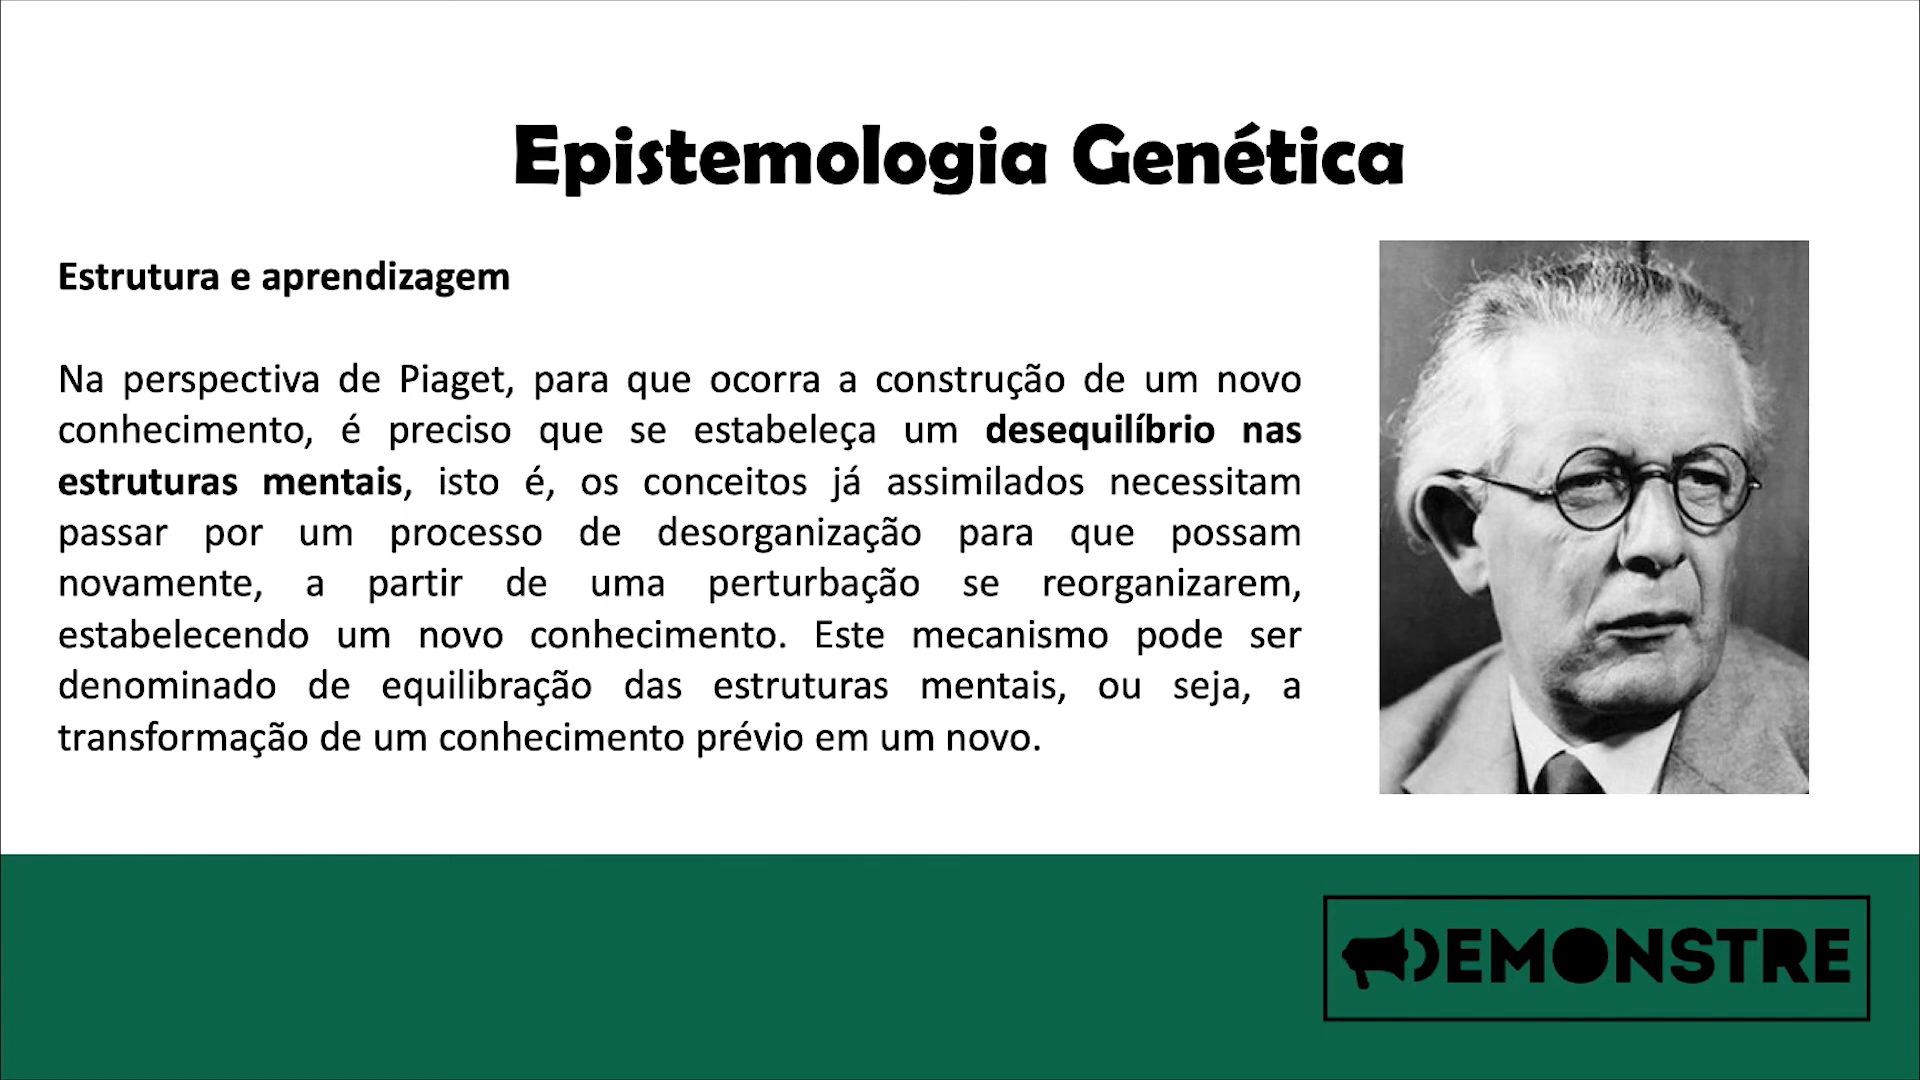 Epistemologia Genética
Estrutura e aprendizagem
Na perspectiva de Piaget, para que ocorra a construção de um novo
conhecimento, é preciso que se estabeleça um desequilíbrio nas
estruturas mentais, isto é, os conceitos já assimilados necessitam
passar por um processo de desorganização para que possam
novamente, a partir de uma perturbação se reorganizarem,
estabelecendo um novo conhecimento. Este mecanismo pode ser
denominado de equilibração das estruturas mentais, ou seja, a
transformação de um conhecimento prévio em um novo.
DEMONSTRE